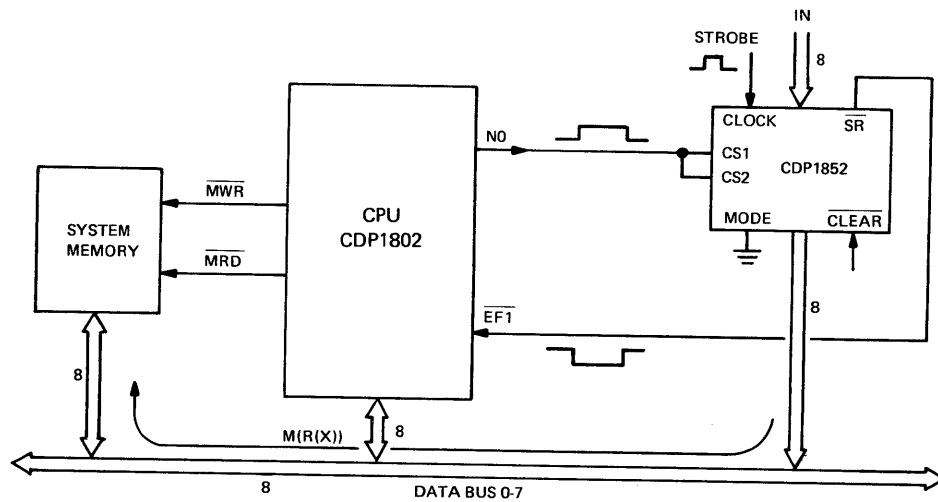 IN
STROBE
8
CLOCK
SR
N0
CS1
CDP1852
CS2
MWR
CPU
CDP1802
SYSTEM
MEMORY
MODE
CLEAR
MRD
EF1
8
8
M(R(X))
8
8
DATA BUS 0-7